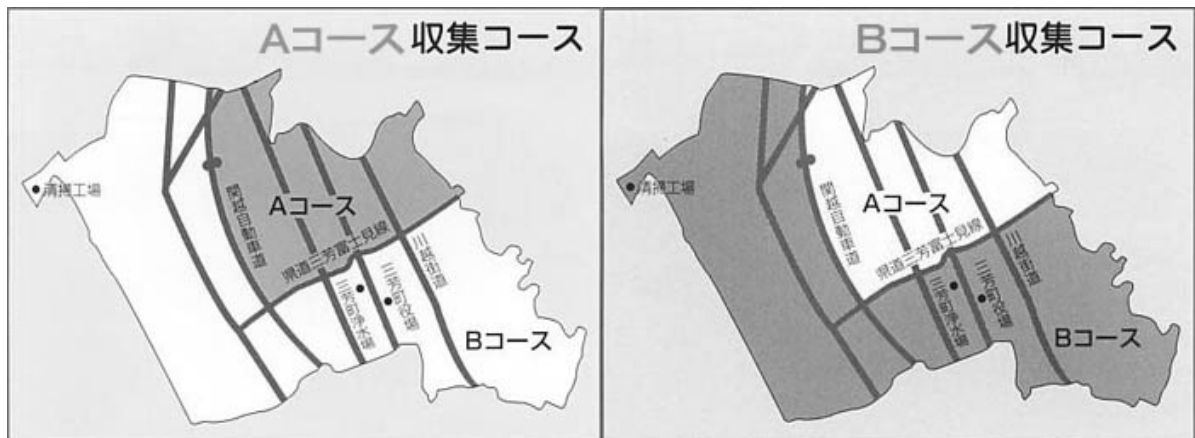 Aコース収集コース
清掃工場
関越自動車道
Aコース
県道三芳富士見線
川越街道
三芳町浄水場
三芳町役場
Bコース
Bコース収集コース
清掃工場
関越自動車道
Aコース
県道三芳富士見線
川越街道
三芳町浄水場
三芳町役場
Bコース